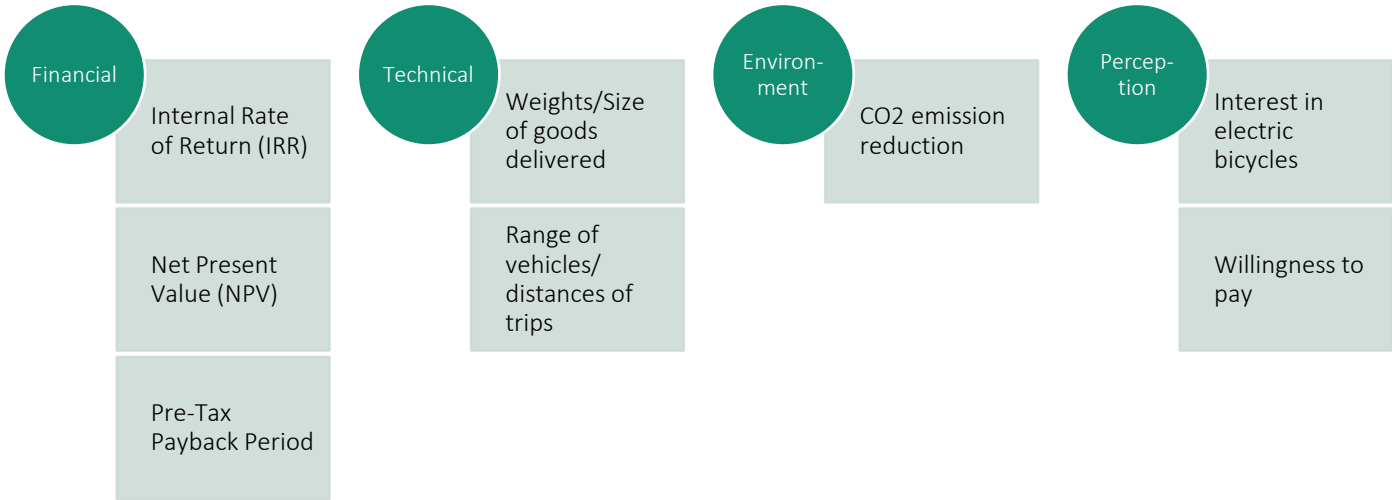 Financial
Internal Rate
of Return (IRR)
Net Present
Value (NPV)
Pre-Tax
Payback Period
Technical
Weights/Size
of goods
delivered
Range of
vehicles/
distances of
trips
Environ-
ment
CO2 emission
reduction
Percep-
tion
Interest in
electric
bicycles
Willingness to
pay